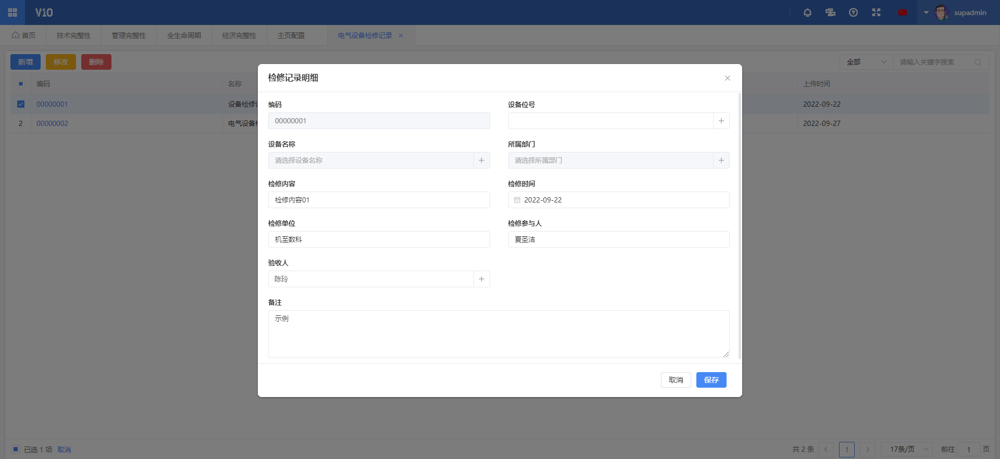 V10
supadmin
首页
技术完整性
管理完整性
全生命周期
经济完整性
主页配置
电气设备检修记录
新增
修改
删除
全部
请输入关键字搜索
编码
名称
上传时间
00000001
设备检修
2022-09-22
2
00000002
电气设备
2022-09-27
检修记录明细
编码
设备位号
00000001
设备名称
所属部门
请选择设备名称
请选择所属部门
检修内容
检修时间
检修内容01
2022-09-22
检修单位
检修参与人
机至数科
夏圣洁
验收人
陈玲
备注
示例
取消
保存
已选 1 项 取消
共 2 条
1
17条/页
前往 1 页